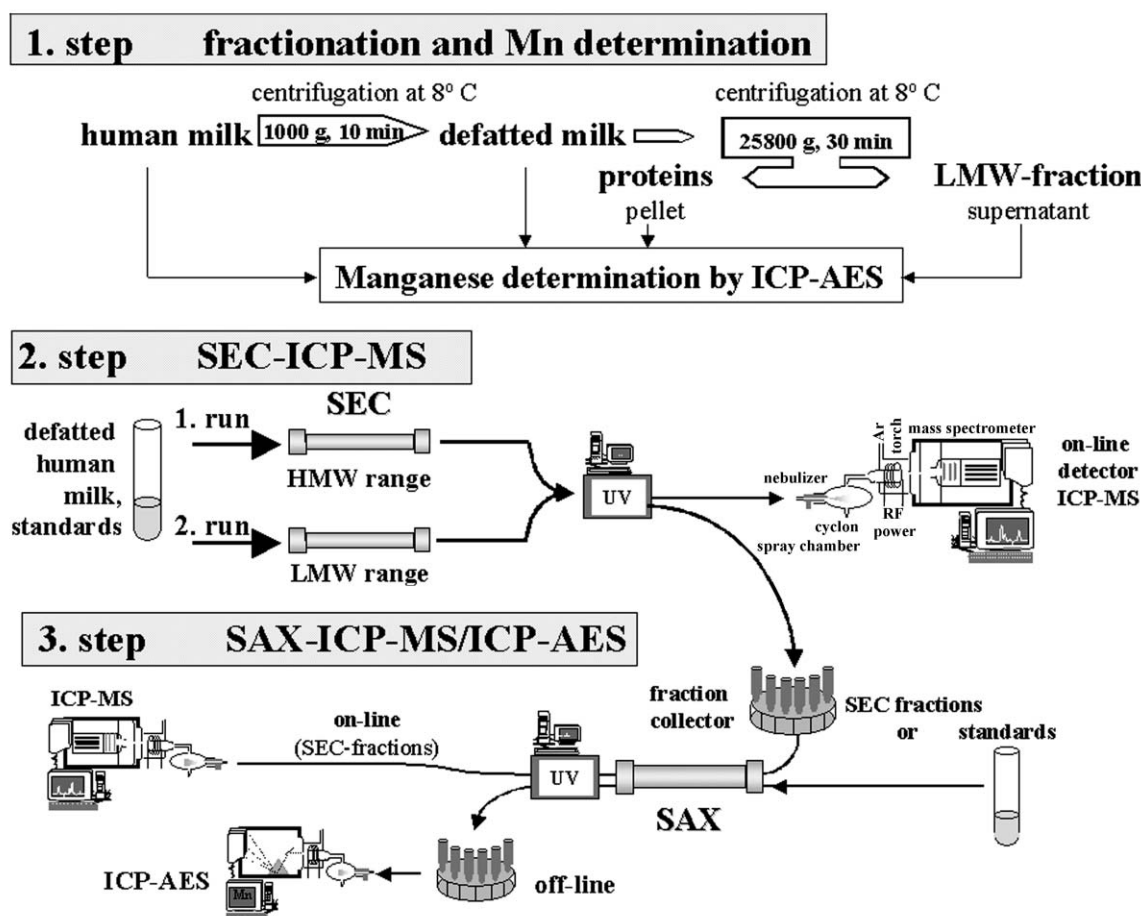 1. step fractionation and Mn determination
centrifugation at 8º C
centrifugation at 8º C
human milk
1000 g, 10 min
defatted milk
25800 g, 30 min
proteins
pellet
LMW-fraction
supernatant
Manganese determination by ICP-AES
2. step SEC-ICP-MS
defatted
human
milk,
standards
1. run
SEC
HMW range
2. run
LMW range
UV
nebulizer
cyclon
spray chamber
Ar
torch
RF
power
mass spectrometer
on-line
detector
ICP-MS
3. step SAX-ICP-MS/ICP-AES
fraction
collector
SEC fractions
or
standards
ICP-MS
on-line
(SEC-fractions)
UV
SAX
off-line
ICP-AES
Mn